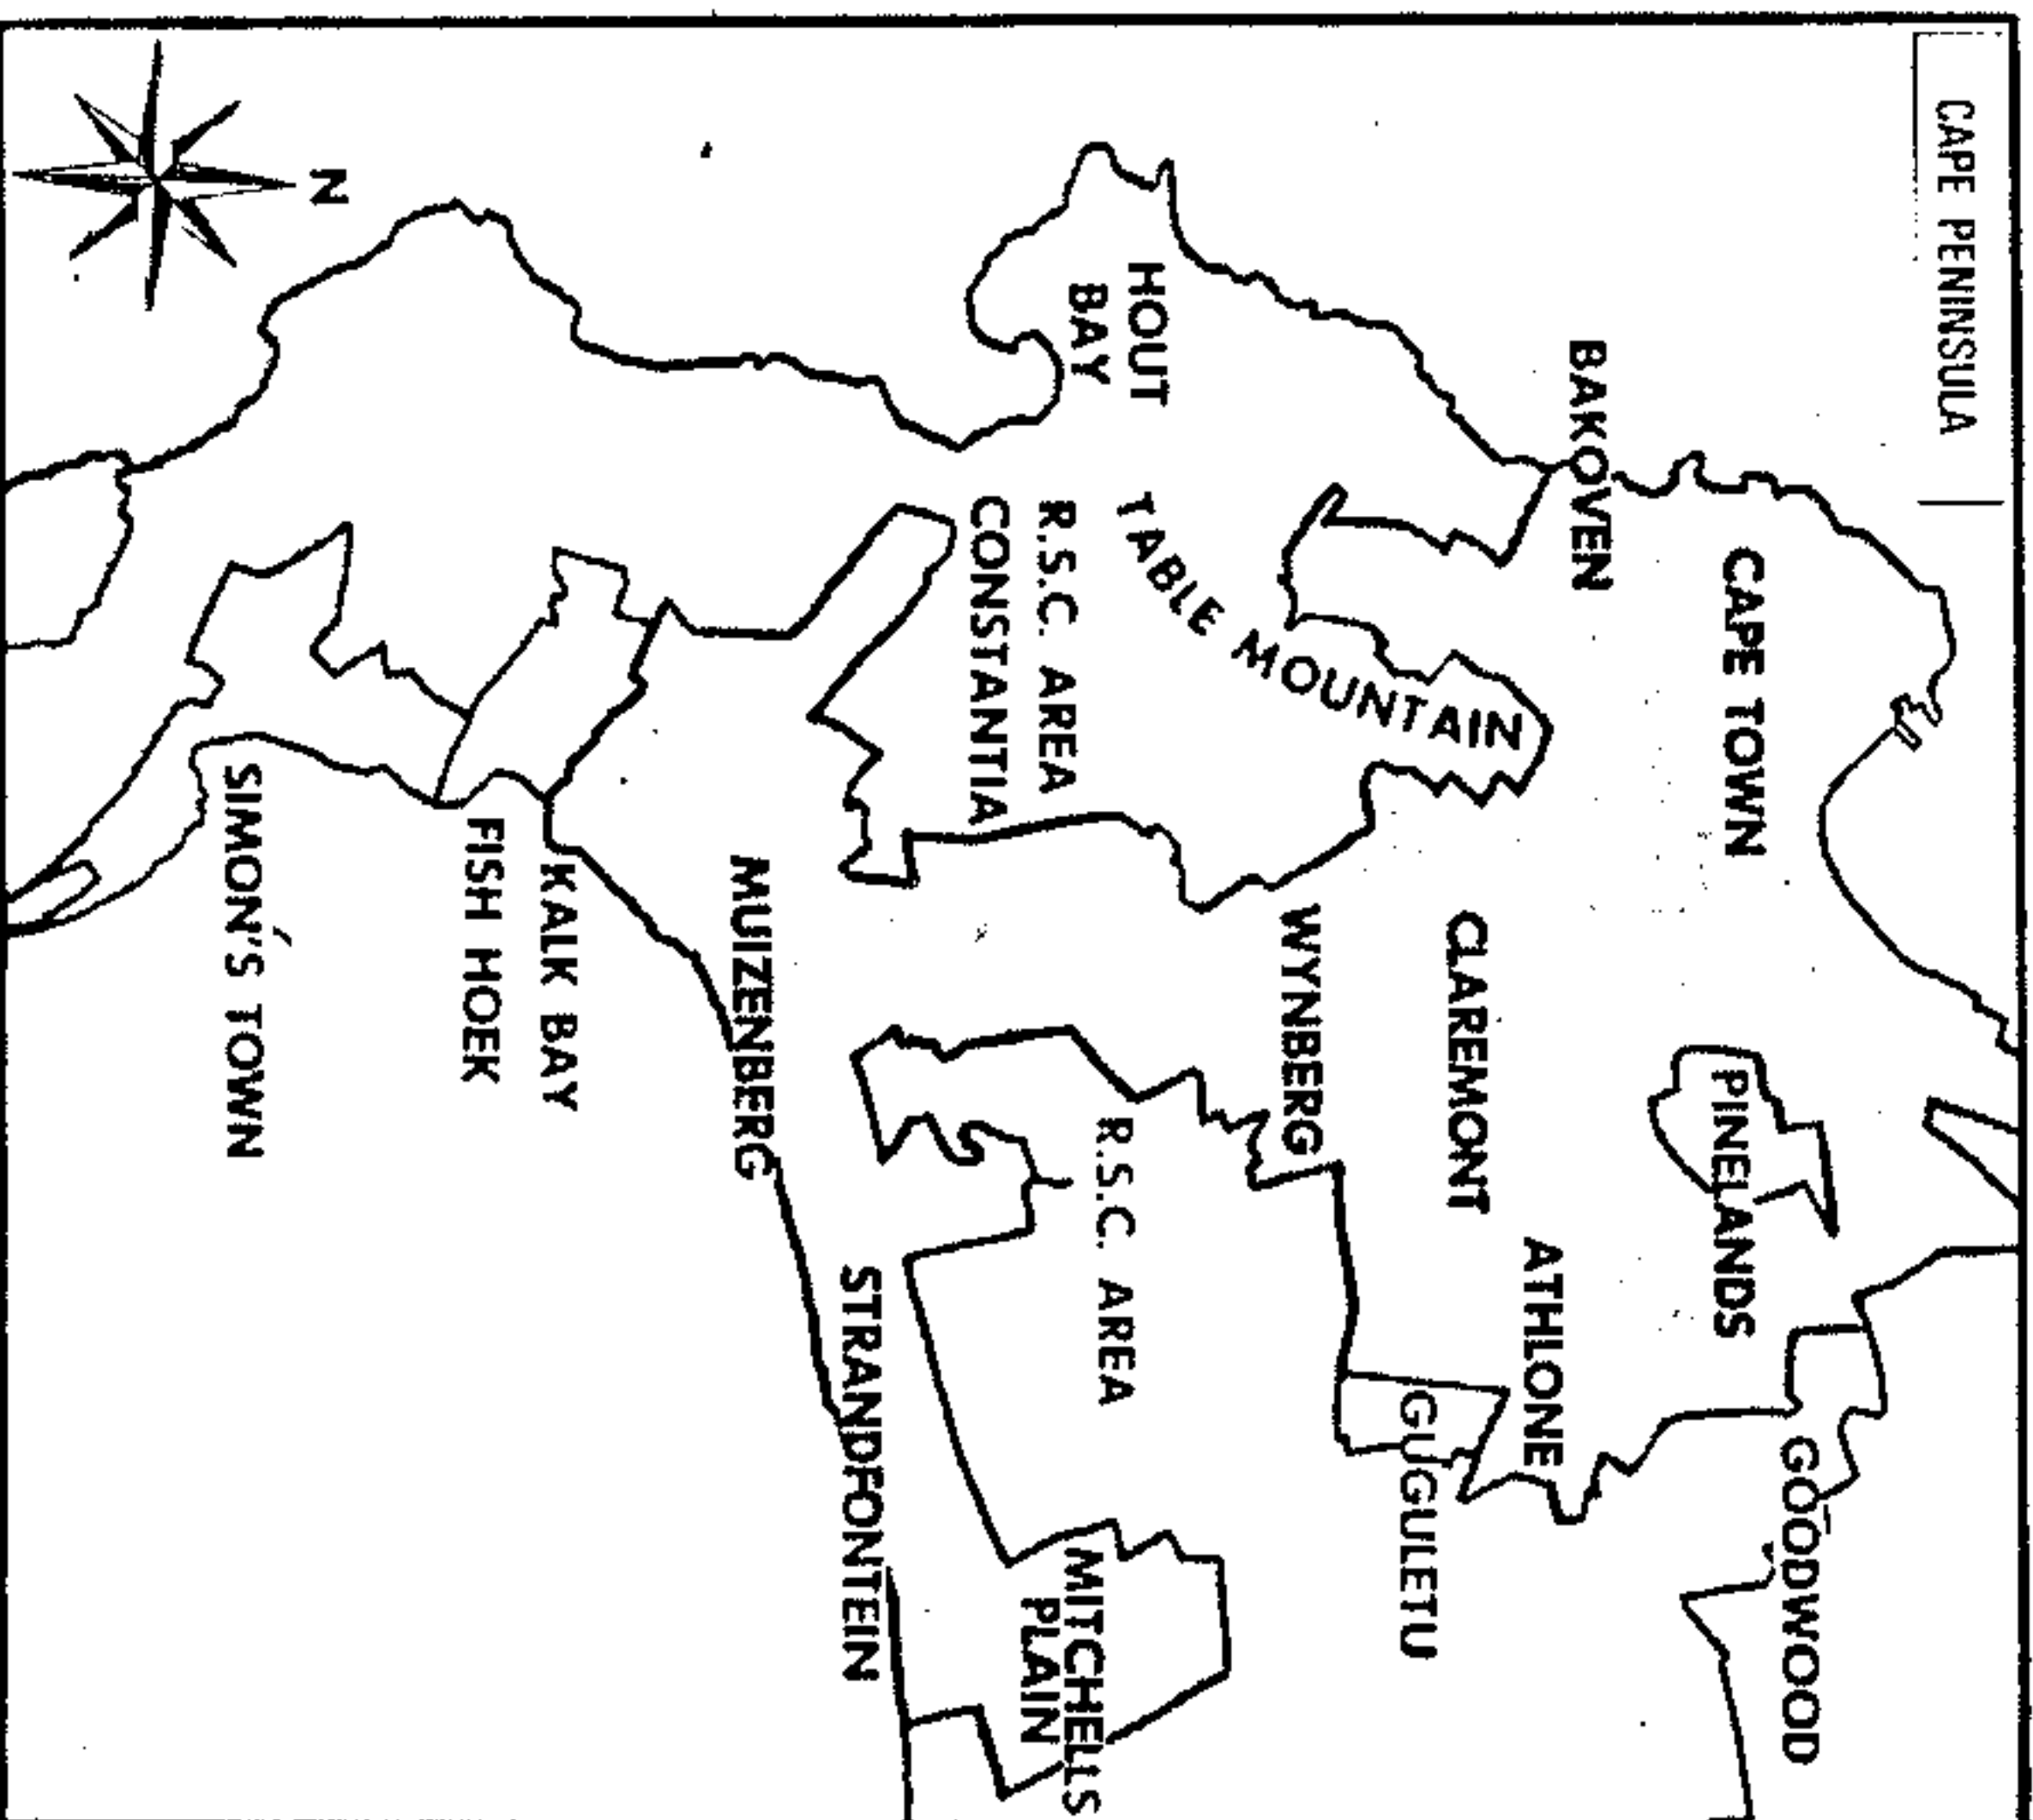 CAPE PENINSULA
CAPE TOWN
PINELANDS
GOODWOOD
BAKOVEN
ATHLONE
CLAREMONT
GUGULETU
TABLE MOUNTAIN
WYNBERG
HOUT
BAY
R.S.C. AREA
CONSTANTIA
R.S.C. AREA
MITCHELLS
PLAIN
STRANDFONTEIN
MUIZENBERG
KALK BAY
FISH HOEK
SIMON'S TOWN
N